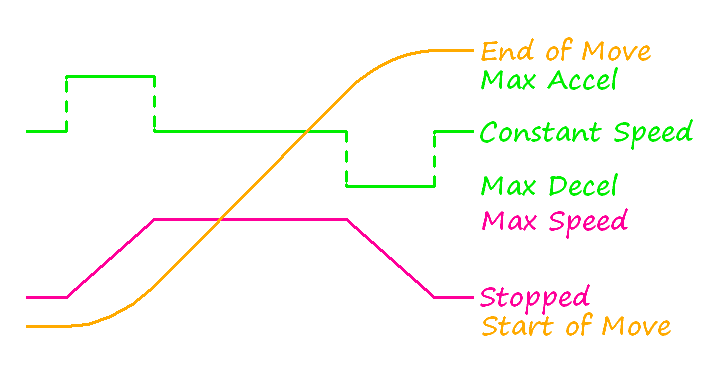 End of Move
Max Accel
Constant Speed
Max Decel
Max Speed
Stopped
Start of Move